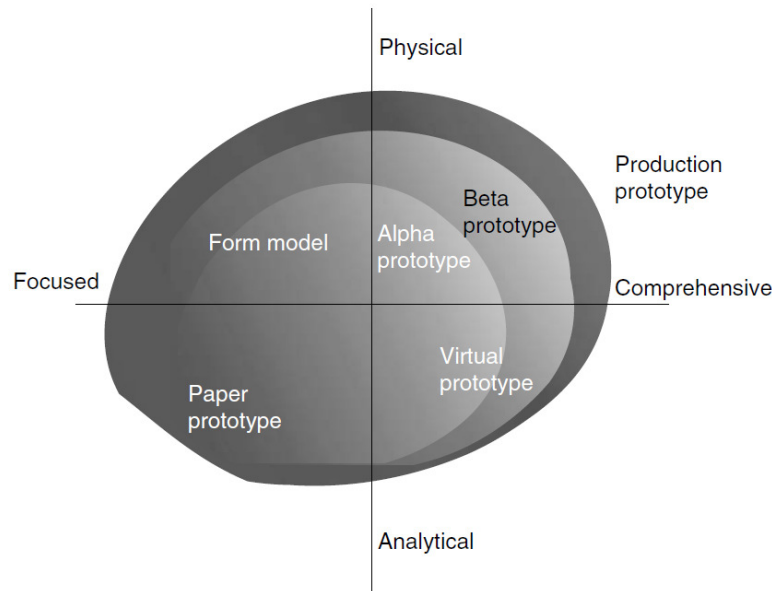 Physical
Production
prototype
Beta
prototype
Form model
Alpha
prototype
Focused
Comprehensive
Virtual
prototype
Paper
prototype
Analytical